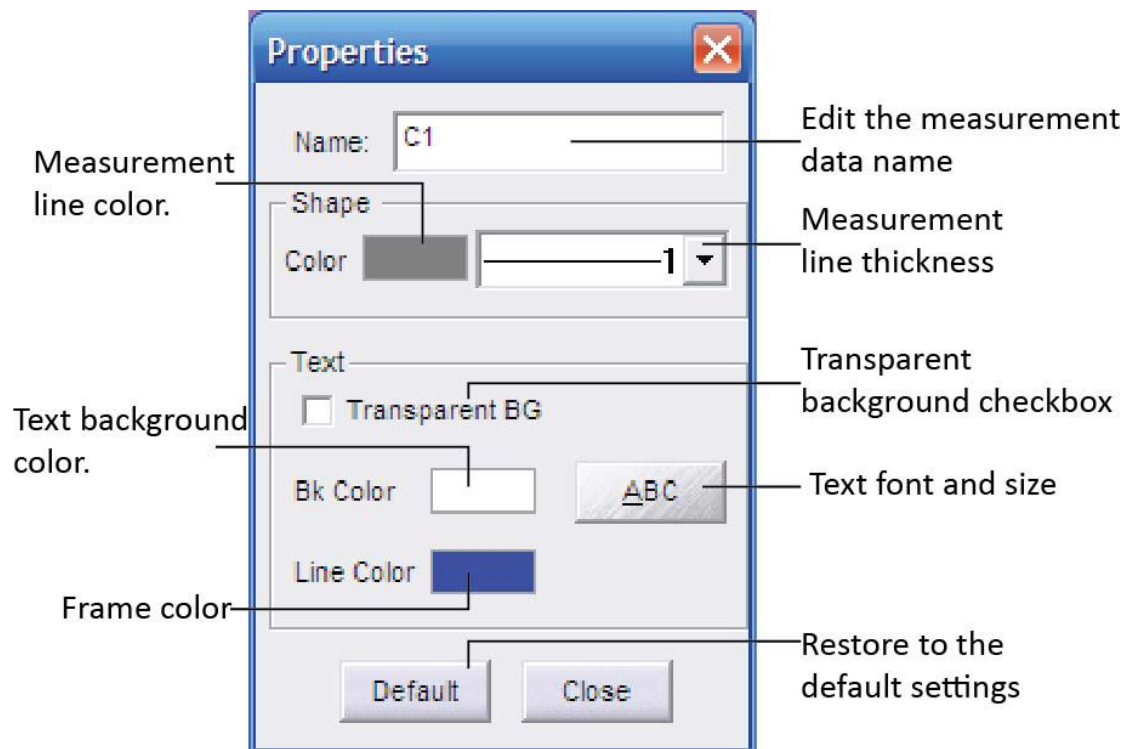 Properties
Name: C1
Edit the measurement
data name
Measurement
line color.
Shape
Color 1
Measurement
line thickness
Text
Transparent BG
Transparent
background checkbox
Text background
color.
Bk Color ABC
Text font and size
Line Color
Frame color
Restore to the
default settings
Default Close